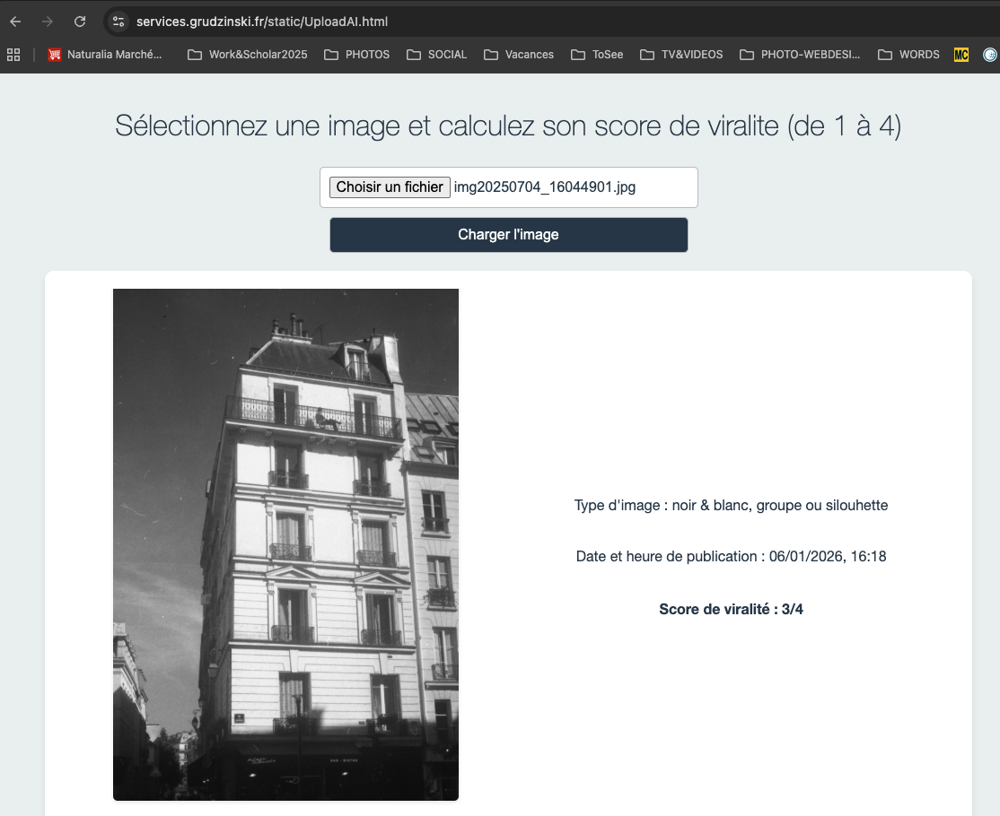 services.grudzinski.fr/static/UploadAI.html
Naturalia Marché... Work&Scholar2025 PHOTOS SOCIAL Vacances ToSee TV&VIDEOS PHOTO-WEBDESI... WORDS MC
Sélectionnez une image et calculez son score de viralite (de 1 à 4)
Choisir un fichier img20250704_16044901.jpg
Charger l'image
Type d'image : noir & blanc, groupe ou silouhette
Date et heure de publication : 06/01/2026, 16:18
Score de viralité : 3/4